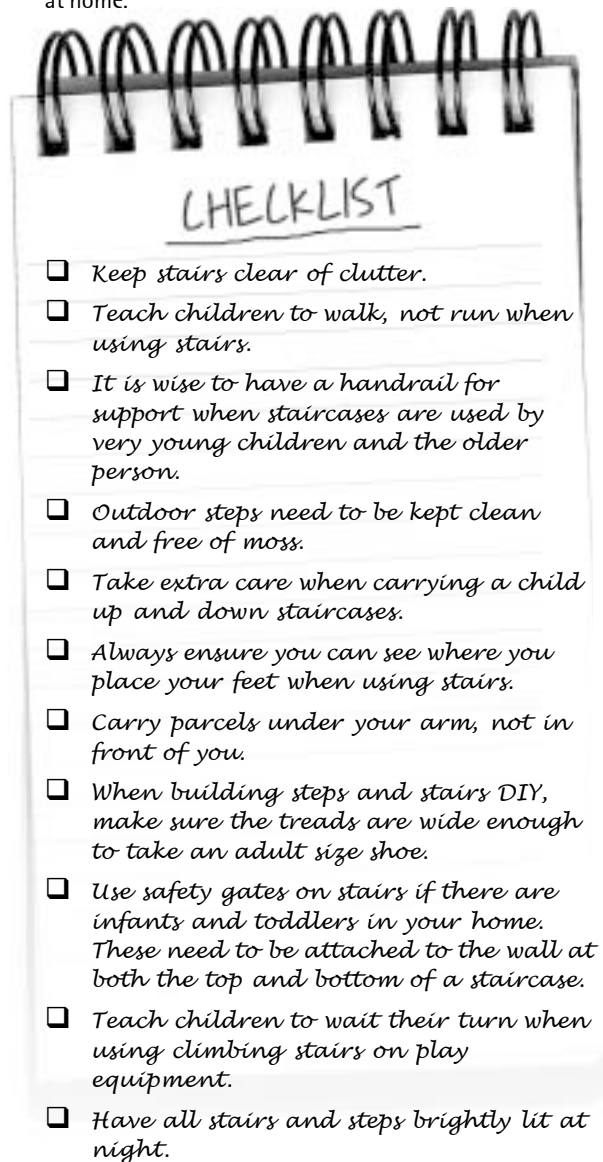 at home.
CHECKLIST
Keep stairs clear of clutter.
Teach children to walk, not run when
using stairs.
It is wise to have a handrail for
support when staircases are used by
very young children and the older
person.
Outdoor steps need to be kept clean
and free of moss.
Take extra care when carrying a child
up and down staircases.
Always ensure you can see where you
place your feet when using stairs.
Carry parcels under your arm, not in
front of you.
When building steps and stairs DIY,
make sure the treads are wide enough
to take an adult size shoe.
Use safety gates on stairs if there are
infants and toddlers in your home.
These need to be attached to the wall at
both the top and bottom of a staircase.
Teach children to wait their turn when
using climbing stairs on play
equipment.
Have all stairs and steps brightly lit at
night.